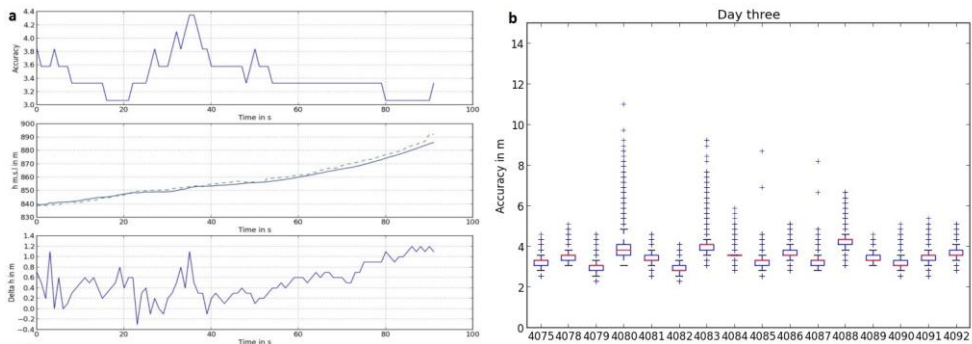 a
Accuracy
4.4
4.2
4.0
3.8
3.6
3.4
3.2
3.0
0 20 40 60 80 100
Time in s
h m.s.l in m
900
890
880
870
860
850
840
830
0 20 40 60 80 100
Time in s
Delta h in m
1.4
1.2
1.0
0.8
0.6
0.4
0.2
0.0
−0.2
−0.4
0 20 40 60 80 100
Time in s
b
Day three
Accuracy in m
14
12
10
8
6
4
2
0
4075 4078 4079 4080 4081 4082 4083 4084 4085 4086 4087 4088 4089 4090 4091 4092